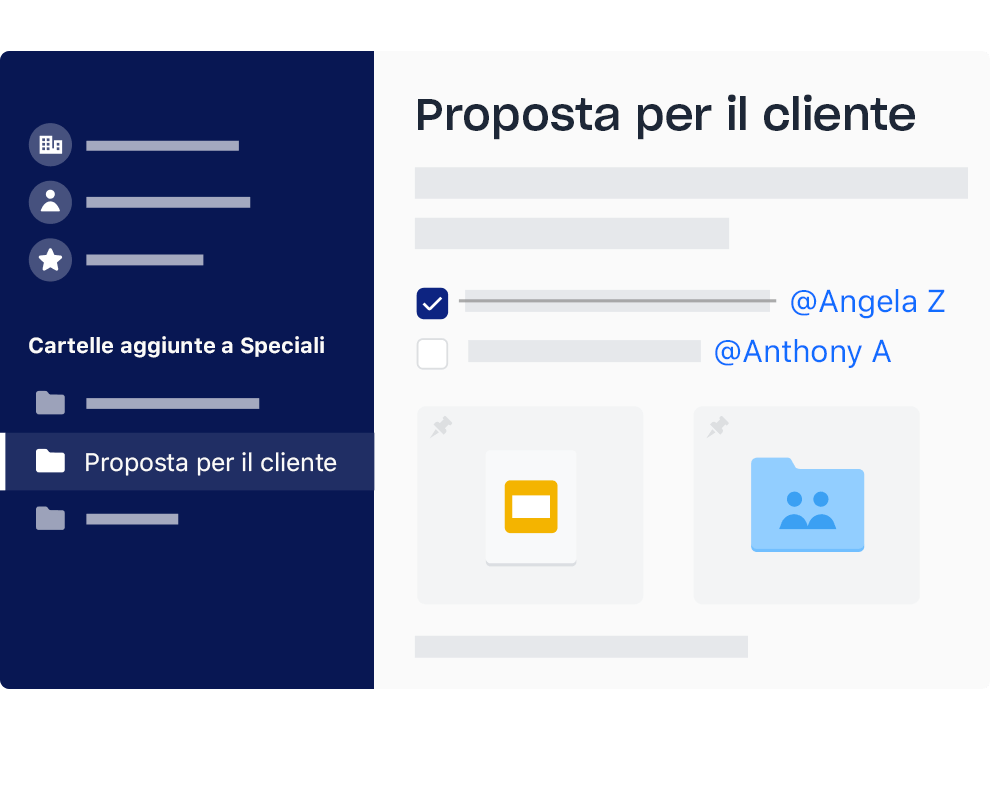 Proposta per il cliente
@Angela Z
@Anthony A
Cartelle aggiunte a Speciali
Proposta per il cliente